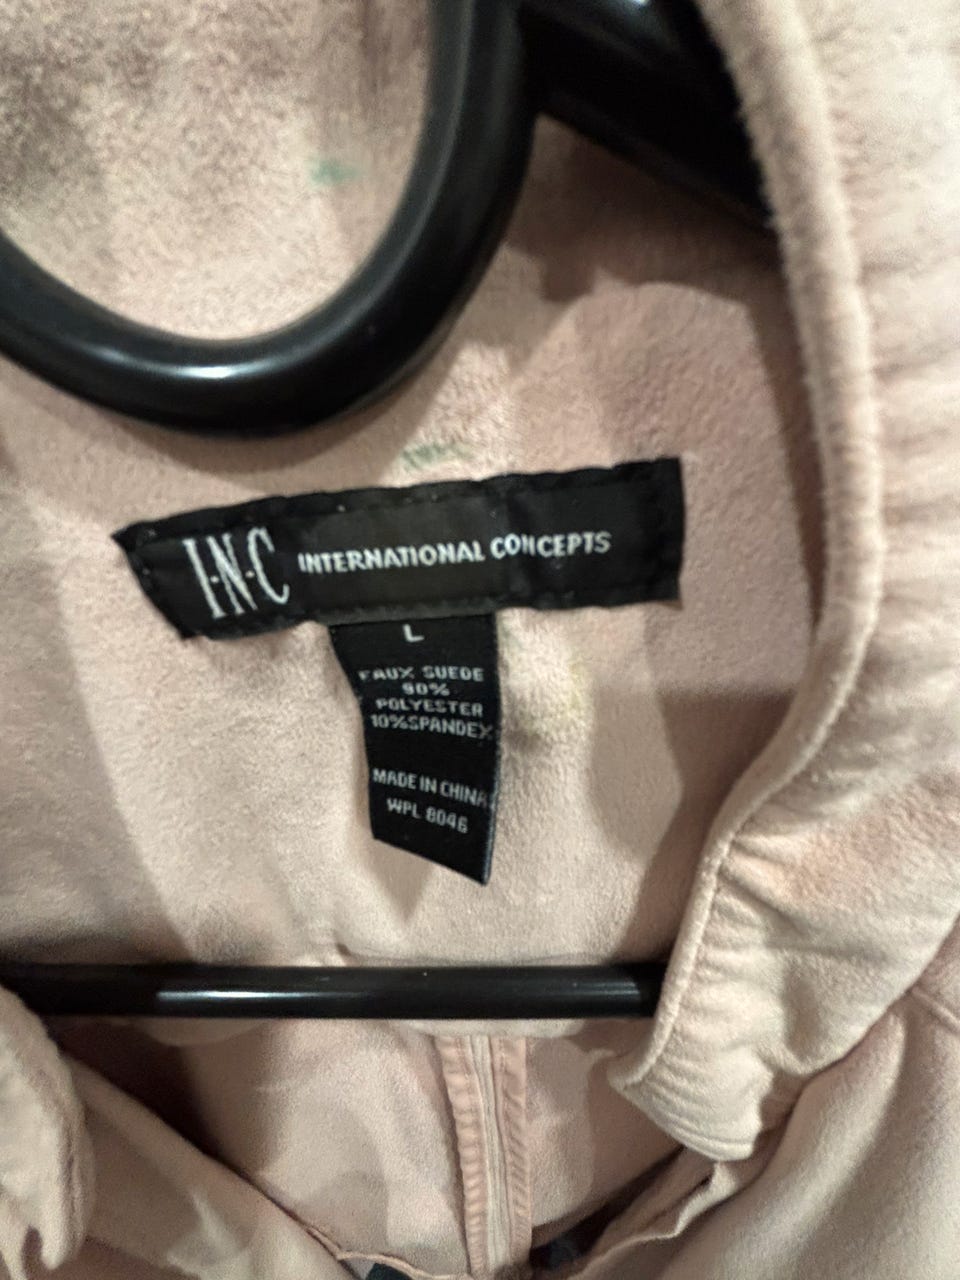 I·N·C INTERNATIONAL CONCEPTS
L
FAUX SUEDE
90%
POLYESTER
10%SPANDEX
MADE IN CHINA
WPL 8046